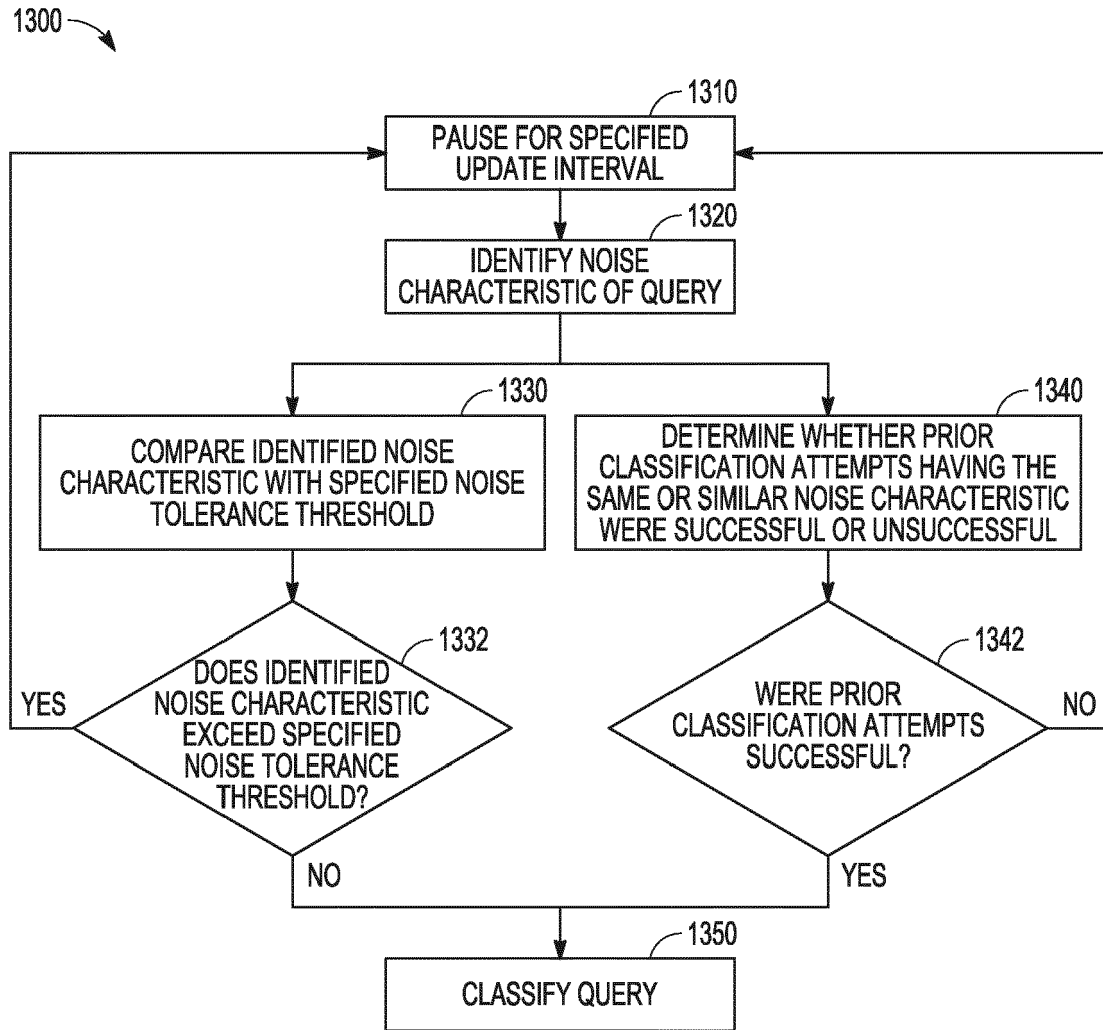 1300
1310
PAUSE FOR SPECIFIED
UPDATE INTERVAL
1320
IDENTIFY NOISE
CHARACTERISTIC OF QUERY
1330
COMPARE IDENTIFIED NOISE
CHARACTERISTIC WITH SPECIFIED NOISE
TOLERANCE THRESHOLD
1340
DETERMINE WHETHER PRIOR
CLASSIFICATION ATTEMPTS HAVING THE
SAME OR SIMILAR NOISE CHARACTERISTIC
WERE SUCCESSFUL OR UNSUCCESSFUL
1332
DOES IDENTIFIED
NOISE CHARACTERISTIC
EXCEED SPECIFIED
NOISE TOLERANCE
THRESHOLD?
YES
NO
1342
WERE PRIOR
CLASSIFICATION ATTEMPTS
SUCCESSFUL?
NO
YES
1350
CLASSIFY QUERY